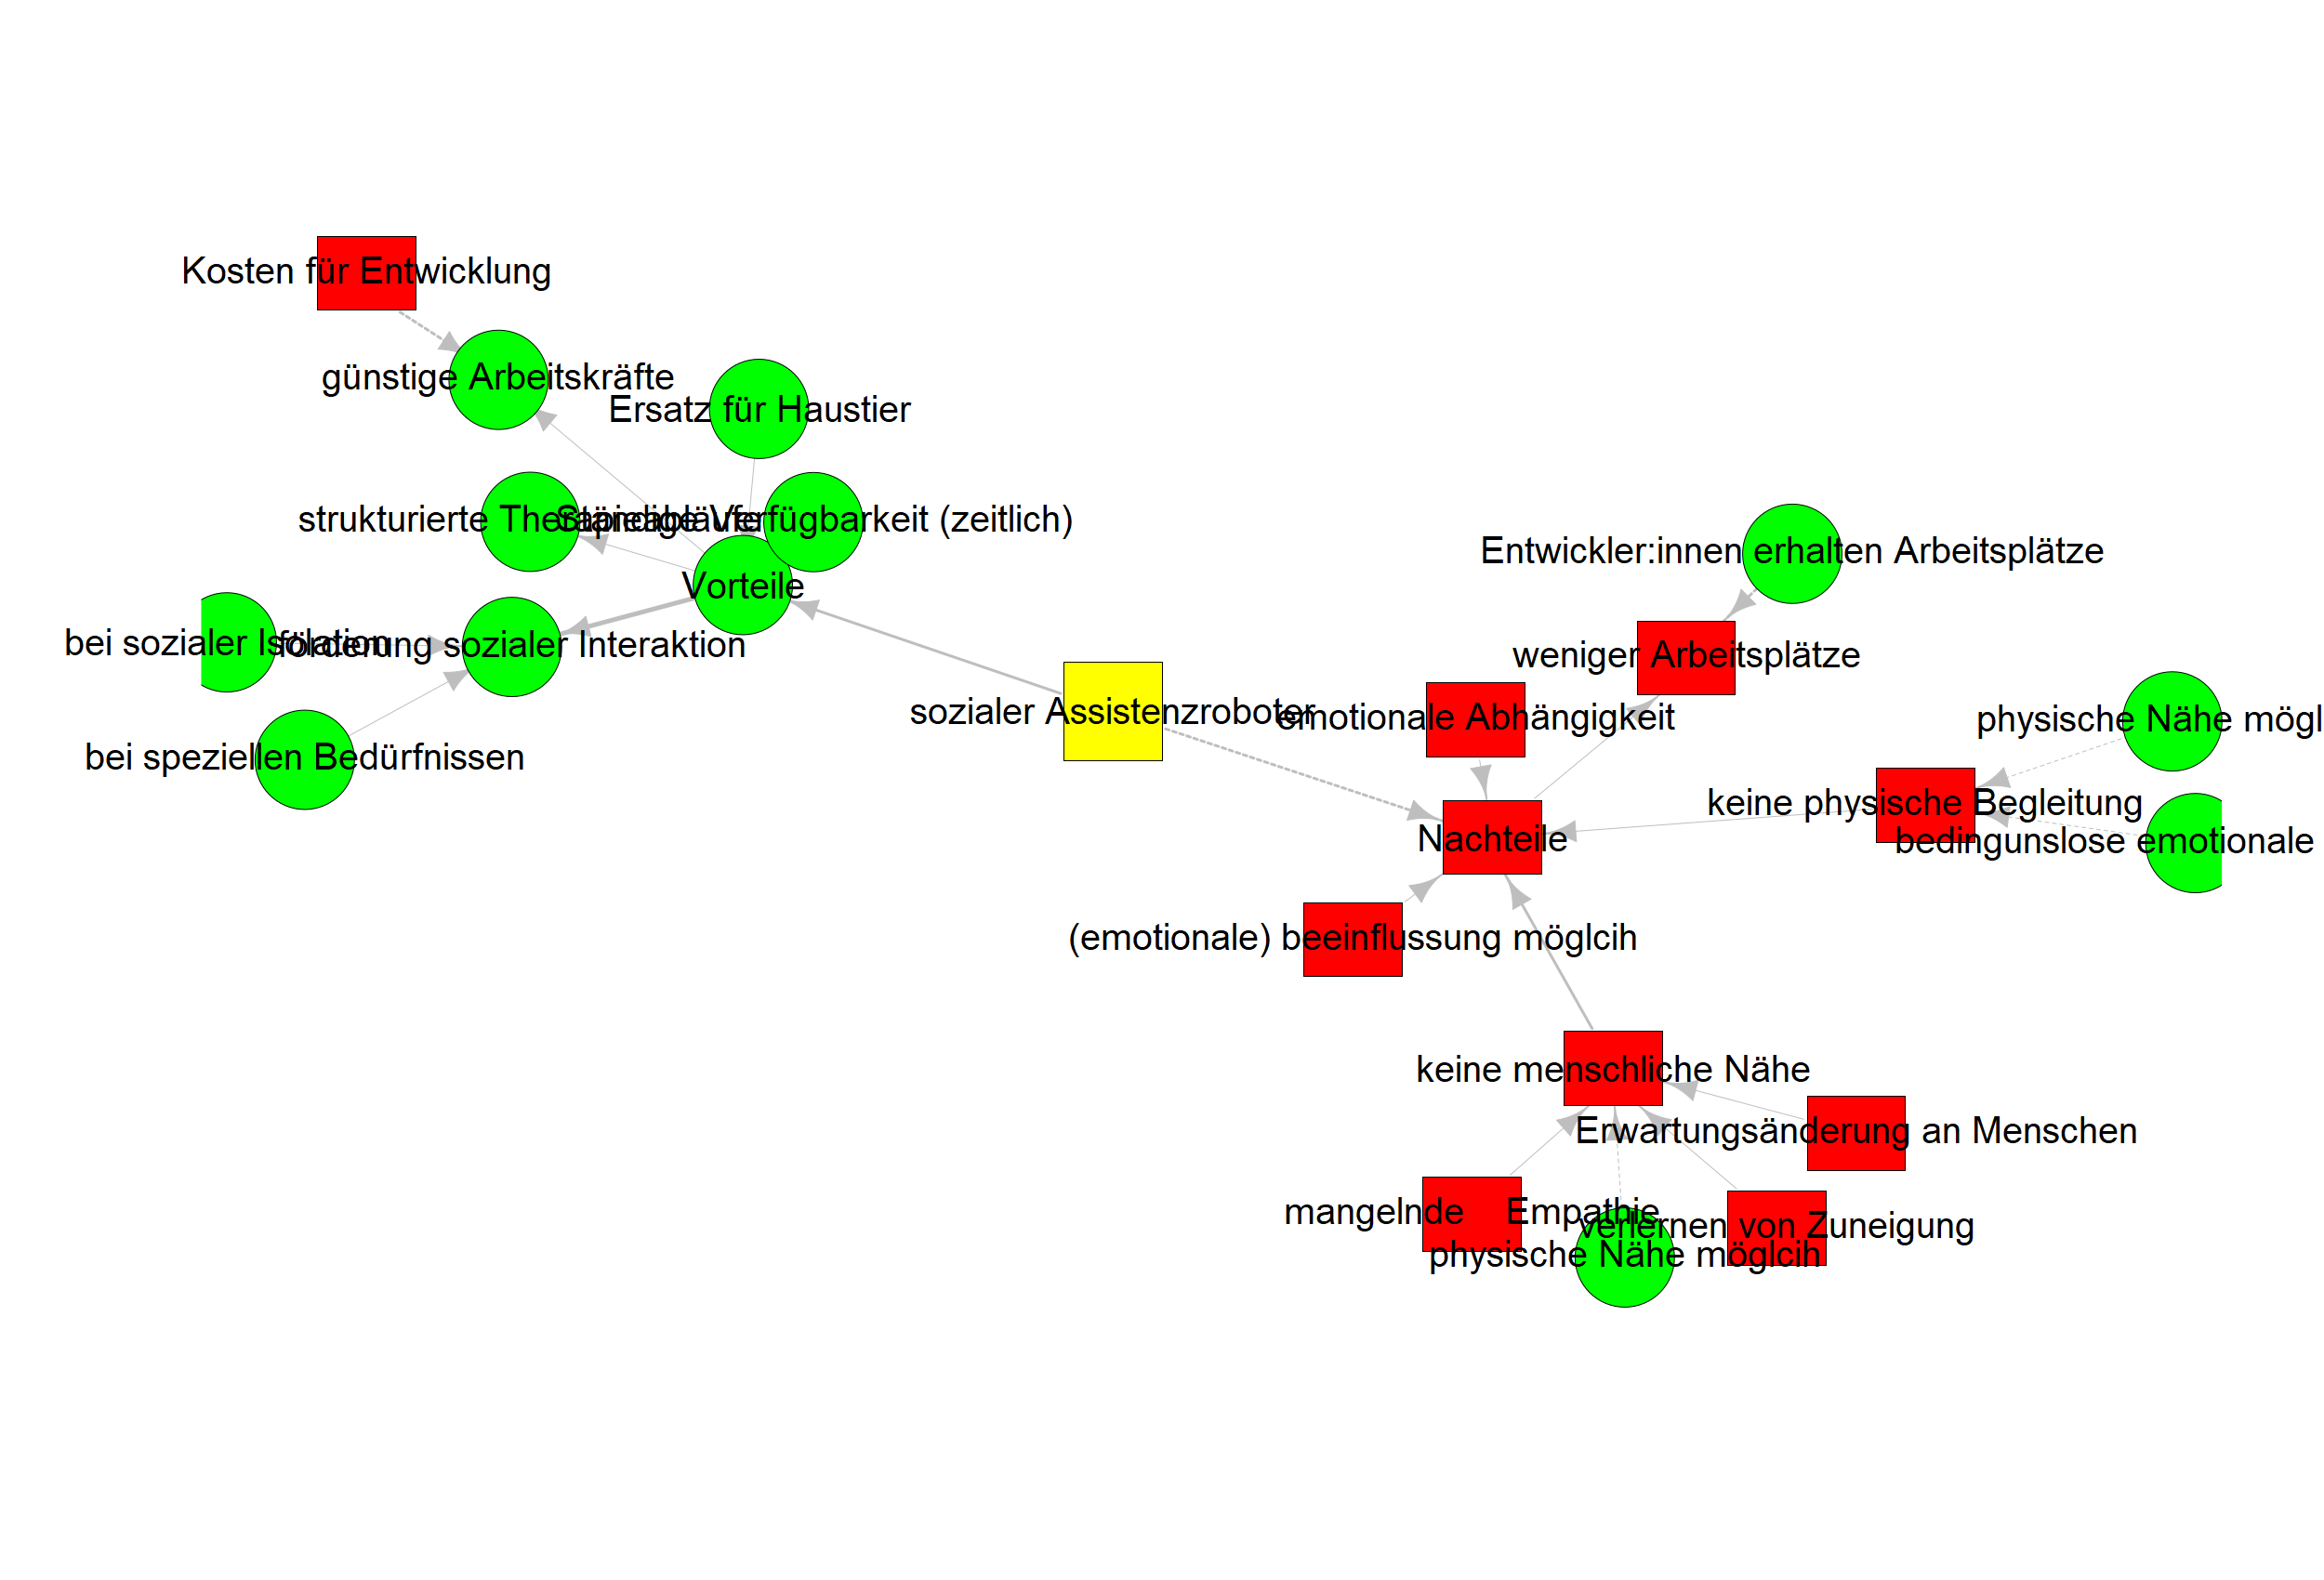 Kosten für Entwicklung
günstige Arbeitskräfte
Ersatz für Haustier
strukturierte Therapieabläufe
Ständige Verfügbarkeit (zeitlich)
Entwickler:innen erhalten Arbeitsplätze
Vorteile
bei sozialer Isolation
förderung sozialer Interaktion
weniger Arbeitsplätze
sozialer Assistenzroboter
emotionale Abhängigkeit
physische Nähe mögl
bei speziellen Bedürfnissen
keine physische Begleitung
Nachteile
bedingunslose emotionale
(emotionale) beeinflussung möglcih
keine menschliche Nähe
Erwartungsänderung an Menschen
mangelnde Empathie
verlernen von Zuneigung
physische Nähe möglcih